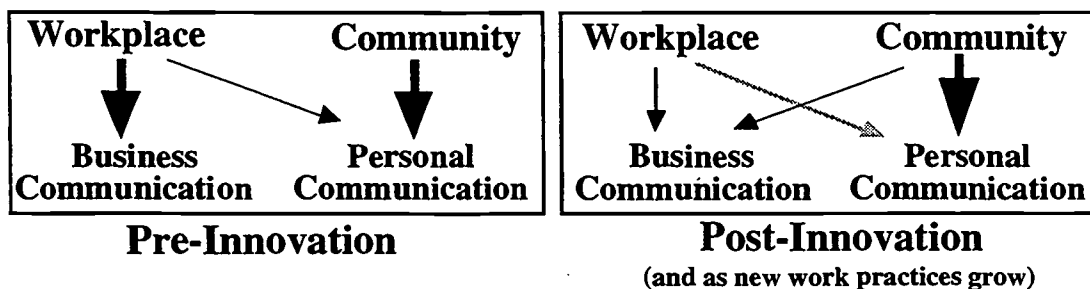 Workplace Community
Business Personal
Communication Communication
Pre-Innovation
Workplace Community
Business Personal
Communication Communication
Post-Innovation
(and as new work practices grow)